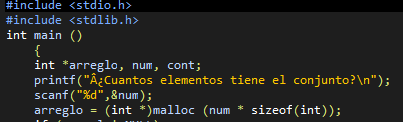 #include <stdio.h>
#include <stdlib.h>
int main ()
{
int *arreglo, num, cont;
printf("Â¿Cuantos elementos tiene el conjunto?\n");
scanf("%d",&num);
arreglo = (int *)malloc (num * sizeof(int));